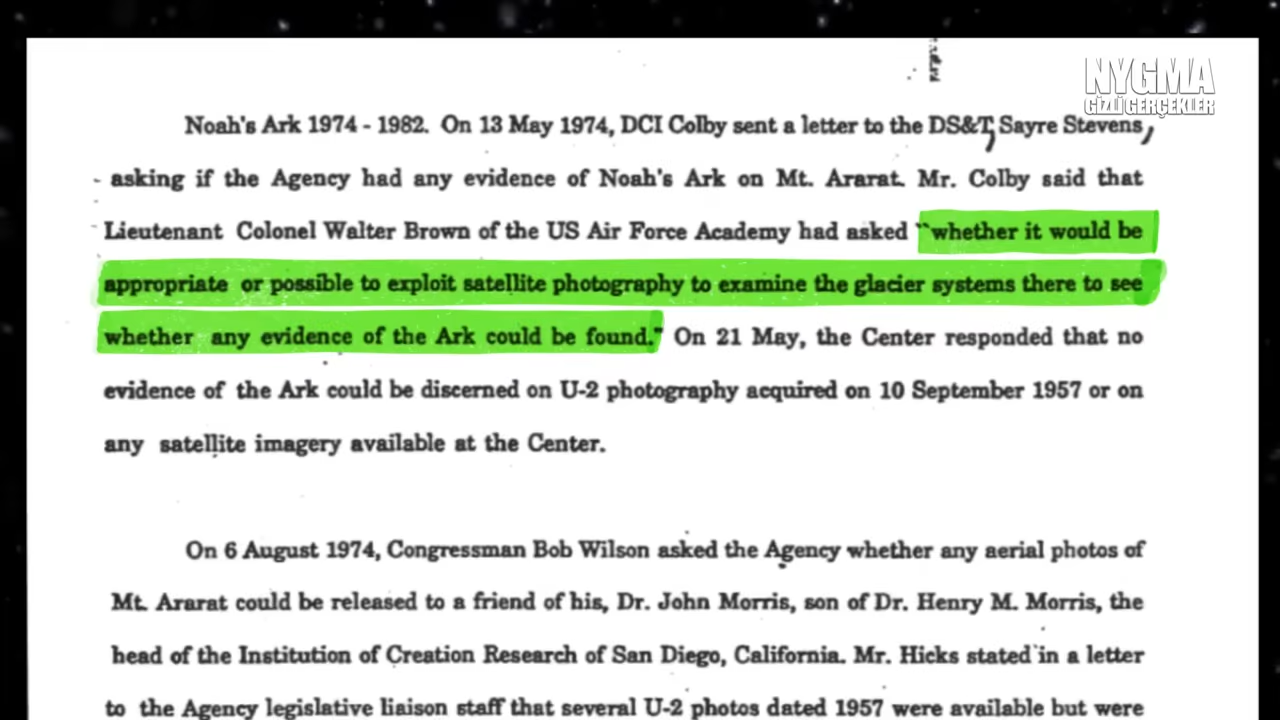 NYGMA
GİZLİ GERÇEKLER
Noah's Ark 1974 - 1982. On 13 May 1974, DCI Colby sent a letter to the DS&T, Sayre Stevens,
asking if the Agency had any evidence of Noah's Ark on Mt. Ararat. Mr. Colby said that
Lieutenant Colonel Walter Brown of the US Air Force Academy had asked "whether it would be
appropriate or possible to exploit satellite photography to examine the glacier systems there to see
whether any evidence of the Ark could be found." On 21 May, the Center responded that no
evidence of the Ark could be discerned on U-2 photography acquired on 10 September 1957 or on
any satellite imagery available at the Center.
On 6 August 1974, Congressman Bob Wilson asked the Agency whether any aerial photos of
Mt. Ararat could be released to a friend of his, Dr. John Morris, son of Dr. Henry M. Morris, the
head of the Institution of Creation Research of San Diego, California. Mr. Hicks stated in a letter
to the Agency legislative liaison staff that several U-2 photos dated 1957 were available but were